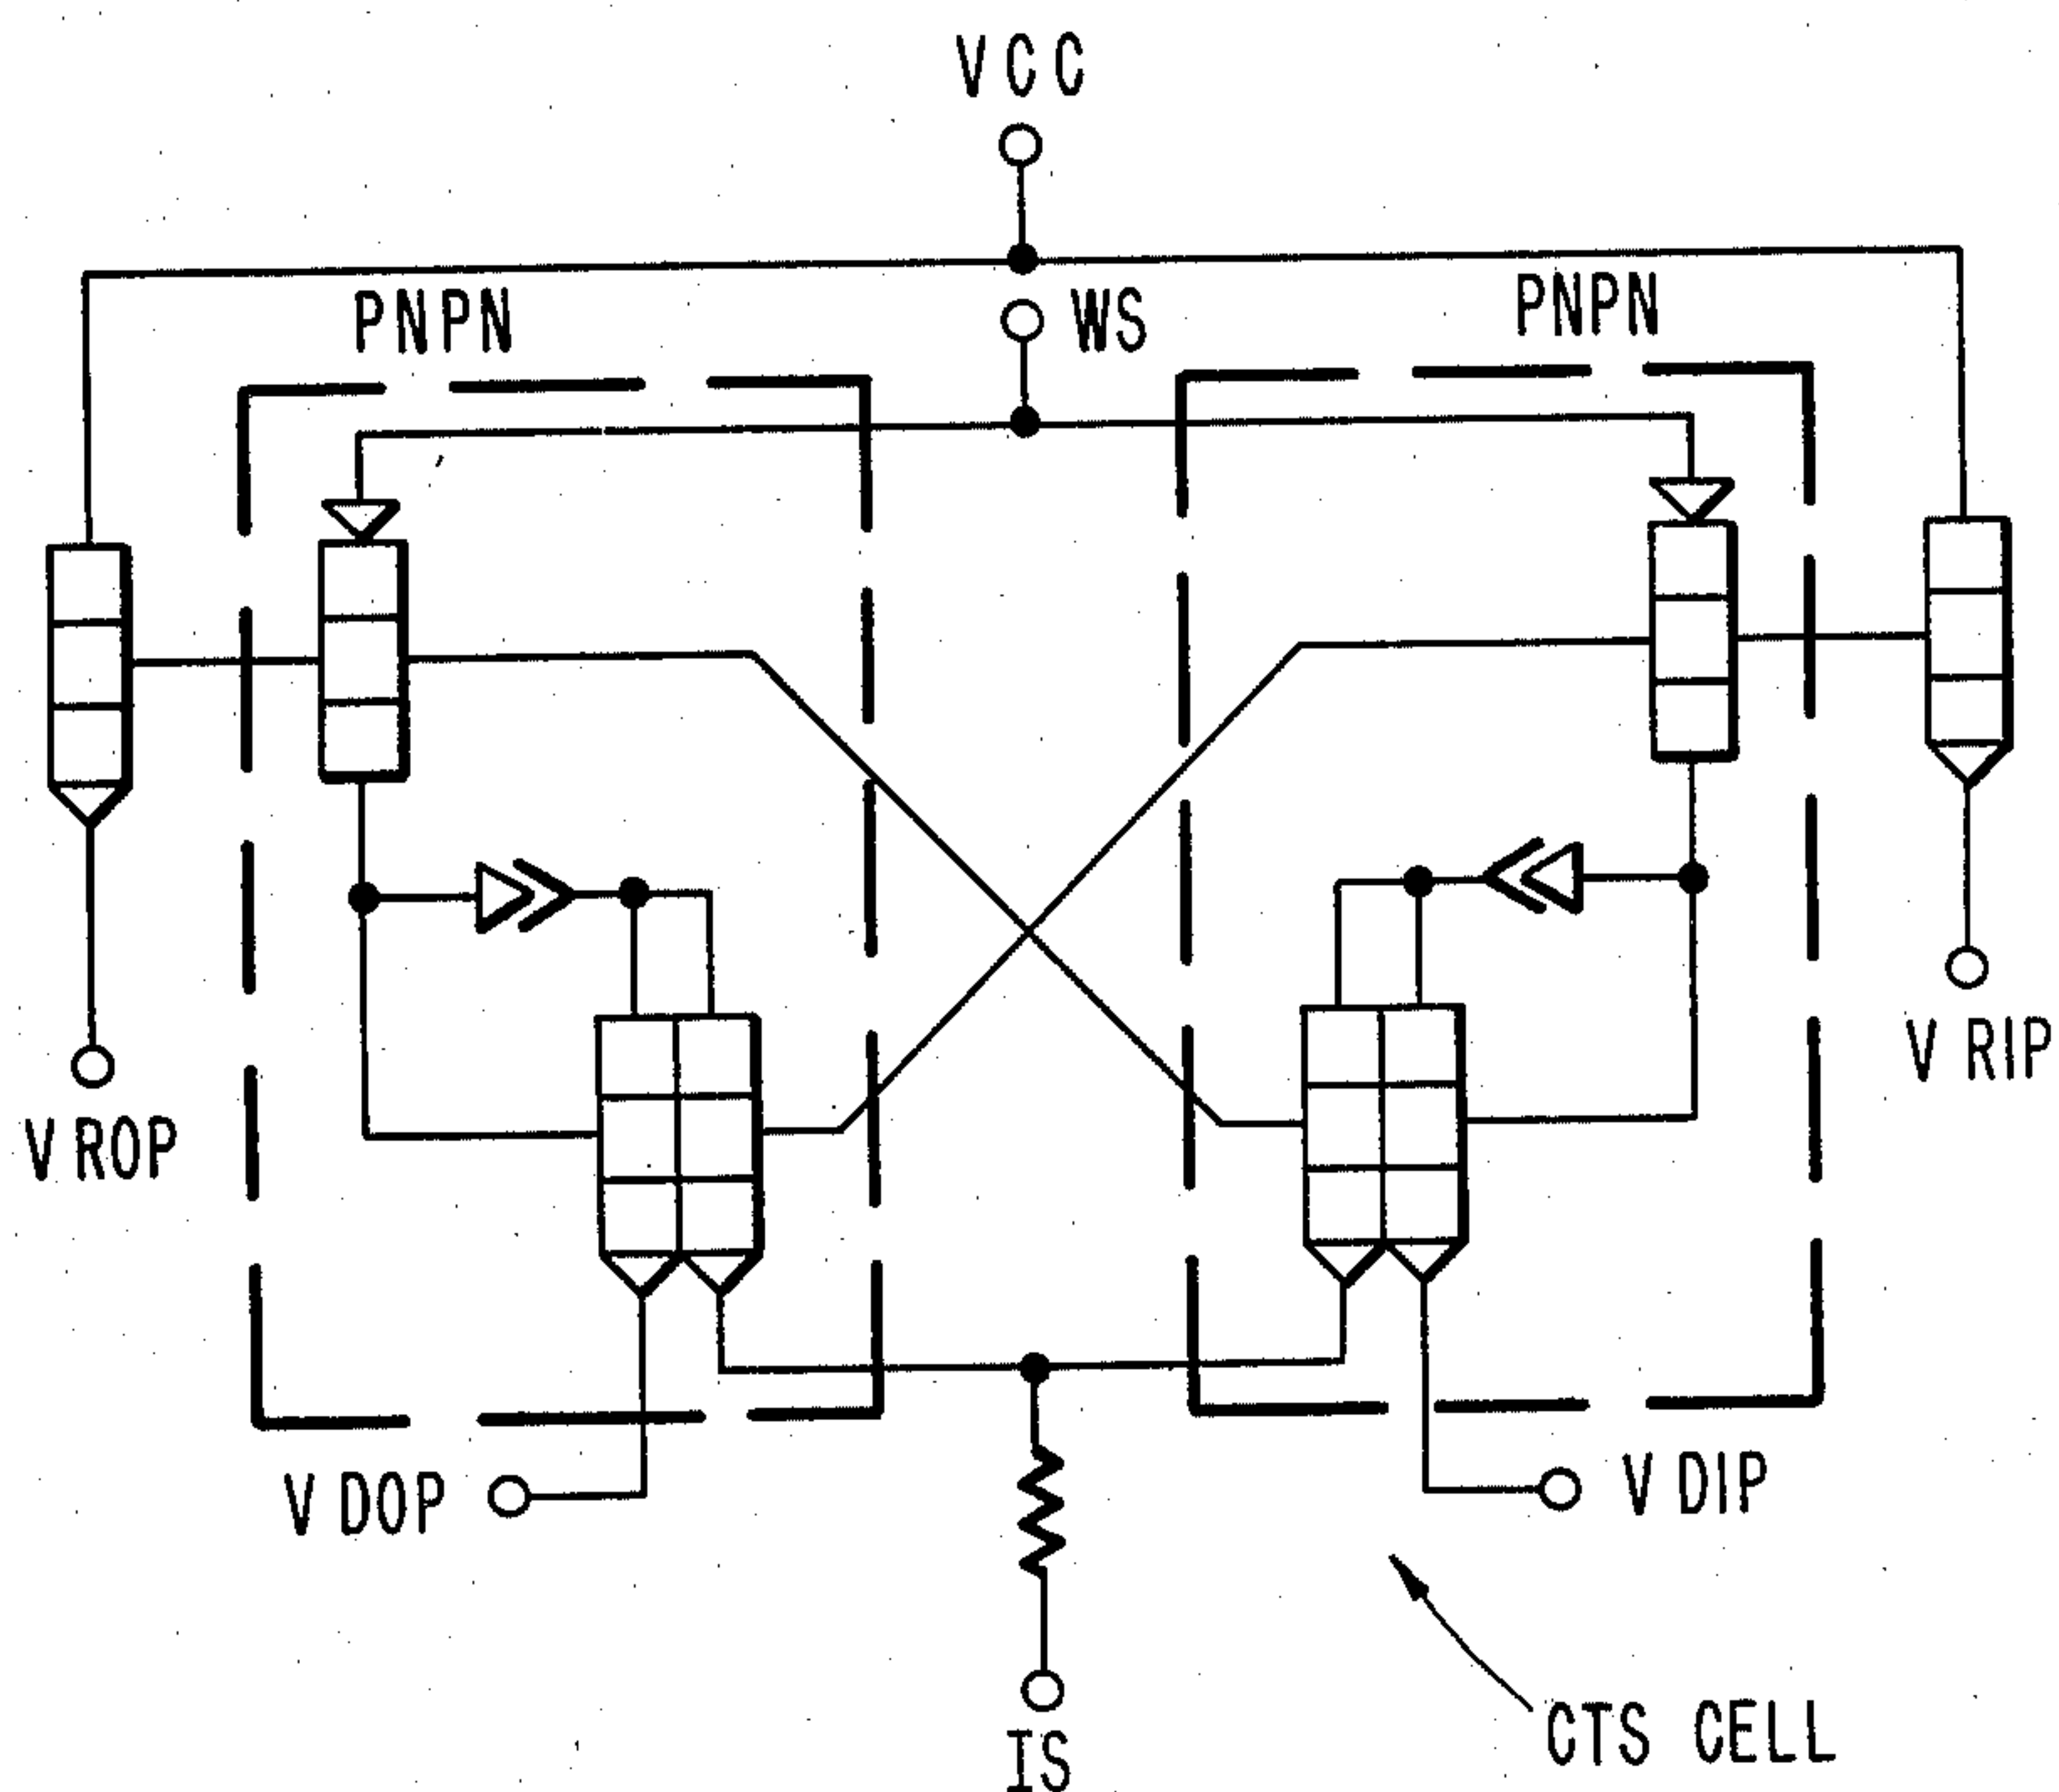 VCC
WS
PNPN
PNPN
V RIP
V ROP
V DOP
V DIP
CTS CELL
IS